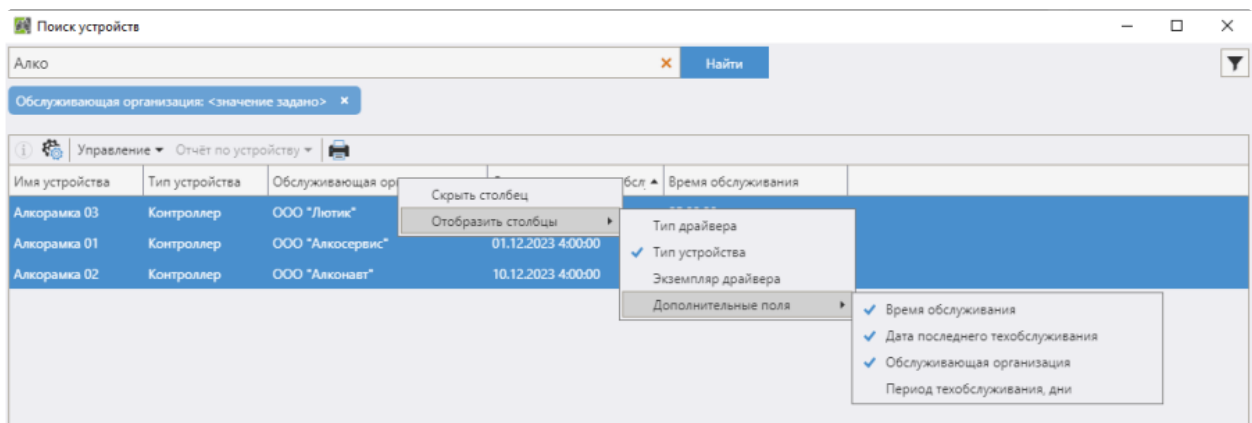 Поиск устройств
Алко
Найти
Обслуживающая организация: <значение задано>
Управление Отчёт по устройству
Имя устройства Тип устройства Обслуживающая Время обслуживания
Алкорамка 03 Контроллер ООО "Лютик"
Алкорамка 01 Контроллер ООО "Алкосервис" 01.12.2023 4:00:00
Алкорамка 02 Контроллер ООО "Алконавт" 10.12.2023 4:00:00
Скрыть столбец
Отобразить столбцы
Тип драйвера
Тип устройства
Экземпляр драйвера
Дополнительные поля
Время обслуживания
Дата последнего техобслуживания
Обслуживающая организация
Период техобслуживания, дни